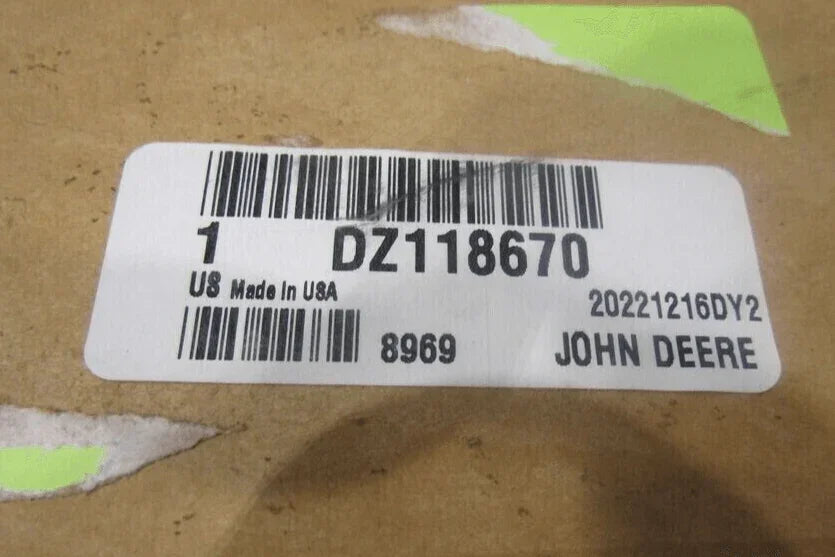 1 DZ118670
US Made In USA
20221216DY2
8969 JOHN DEERE